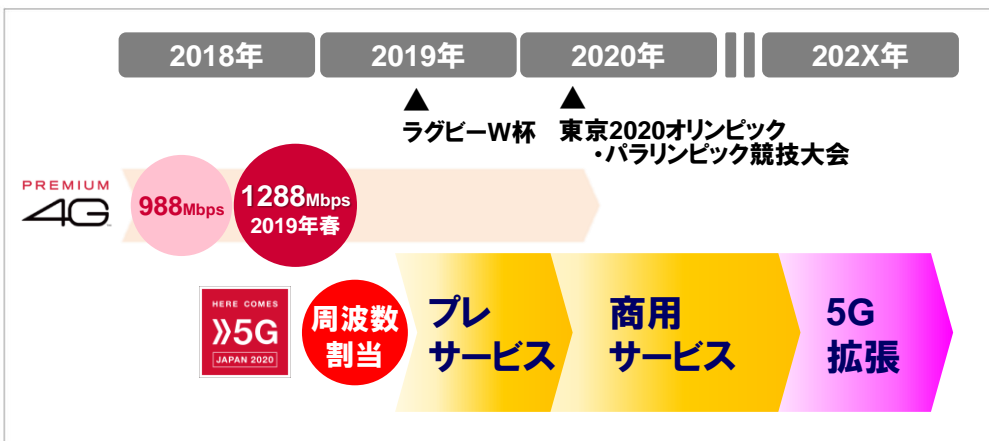 2018年
2019年
2020年
202X年
▲
▲
ラグビーW杯
東京2020オリンピック
・パラリンピック競技大会
PREMIUM
4G
988Mbps
1288Mbps
2019年春
HERE COMES
》5G
JAPAN 2020
周波数
割当
プレ
サービス
商用
サービス
5G
拡張